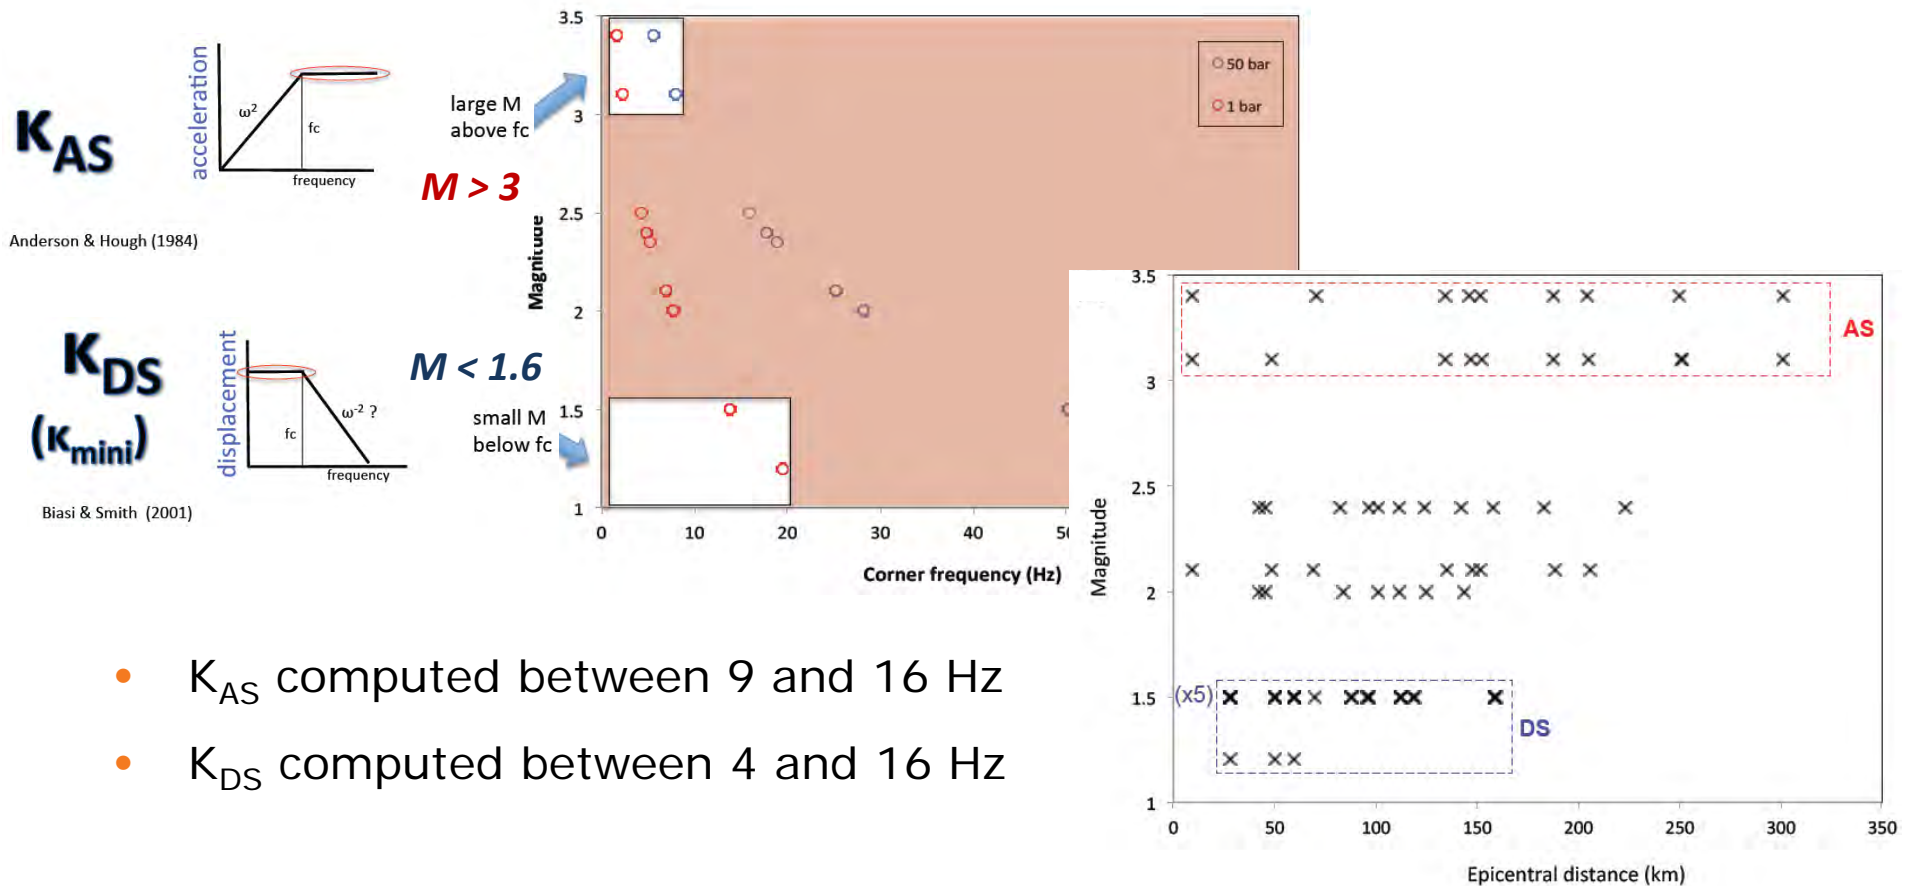 K_AS
Anderson & Hough (1984)
acceleration
ω²
fc
frequency
large M
above fc
M > 3
K_DS
(κ_mini)
Biasi & Smith (2001)
displacement
ω⁻² ?
fc
frequency
M < 1.6
small M
below fc
Magnitude
3.5
3
2.5
2
1.5
1
0
10
20
30
40
Corner frequency (Hz)
50 bar
1 bar
Magnitude
3.5
3
2.5
2
1.5
1
AS
(x5)
DS
0
50
100
150
200
250
300
350
Epicentral distance (km)
• K_AS computed between 9 and 16 Hz
• K_DS computed between 4 and 16 Hz